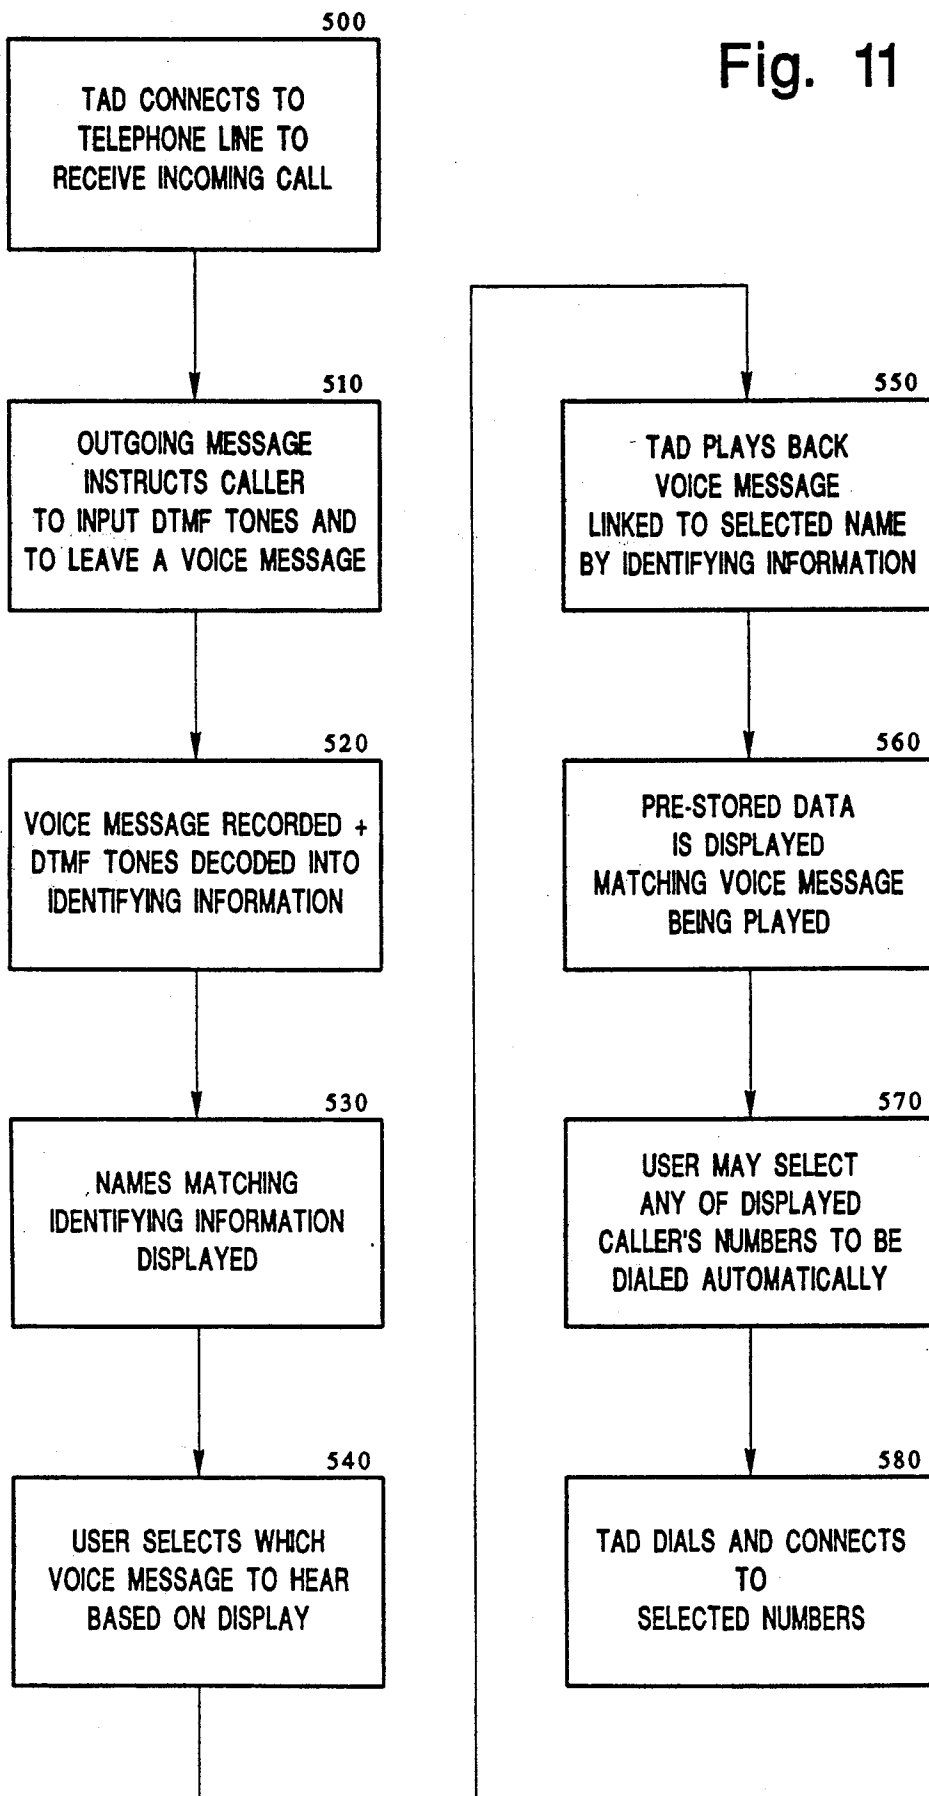 Fig. 11
500
TAD CONNECTS TO
TELEPHONE LINE TO
RECEIVE INCOMING CALL
510
OUTGOING MESSAGE
INSTRUCTS CALLER
TO INPUT DTMF TONES AND
TO LEAVE A VOICE MESSAGE
520
VOICE MESSAGE RECORDED +
DTMF TONES DECODED INTO
IDENTIFYING INFORMATION
530
NAMES MATCHING
IDENTIFYING INFORMATION
DISPLAYED
540
USER SELECTS WHICH
VOICE MESSAGE TO HEAR
BASED ON DISPLAY
550
TAD PLAYS BACK
VOICE MESSAGE
LINKED TO SELECTED NAME
BY IDENTIFYING INFORMATION
560
PRE-STORED DATA
IS DISPLAYED
MATCHING VOICE MESSAGE
BEING PLAYED
570
USER MAY SELECT
ANY OF DISPLAYED
CALLER'S NUMBERS TO BE
DIALED AUTOMATICALLY
580
TAD DIALS AND CONNECTS
TO
SELECTED NUMBERS